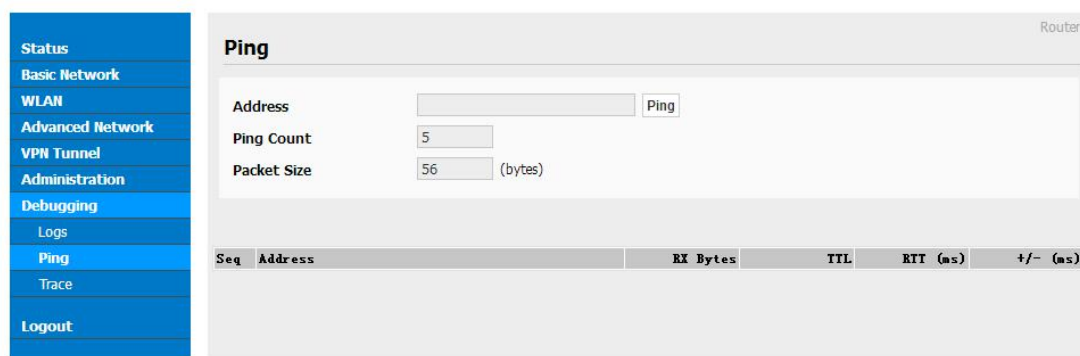 Router
Status
Basic Network
WLAN
Advanced Network
VPN Tunnel
Administration
Debugging
Logs
Ping
Trace
Logout
Ping
Address Ping
Ping Count 5
Packet Size 56 (bytes)
Seq Address RX Bytes TTL RTT (ms) +/- (ms)